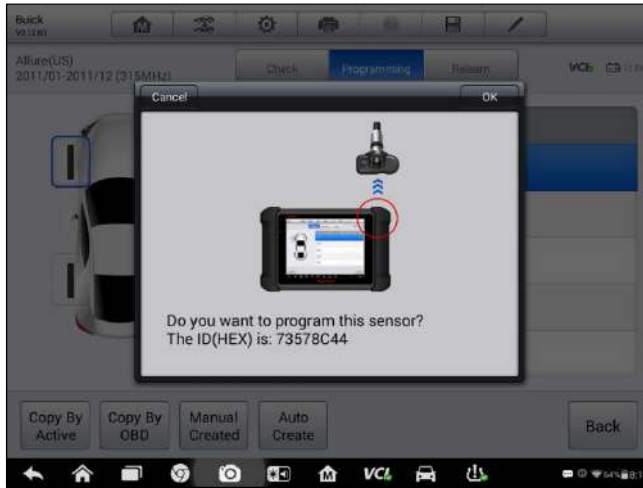 Buick
Allure(US)
2011/01-2011/12 (315MHz)
Check
Programming
Relearn
VCI
Cancel
OK
Do you want to program this sensor?
The ID(HEX) is: 73578C44
Copy By
Active
Copy By
OBD
Manual
Created
Auto
Create
Back
VCI
64%